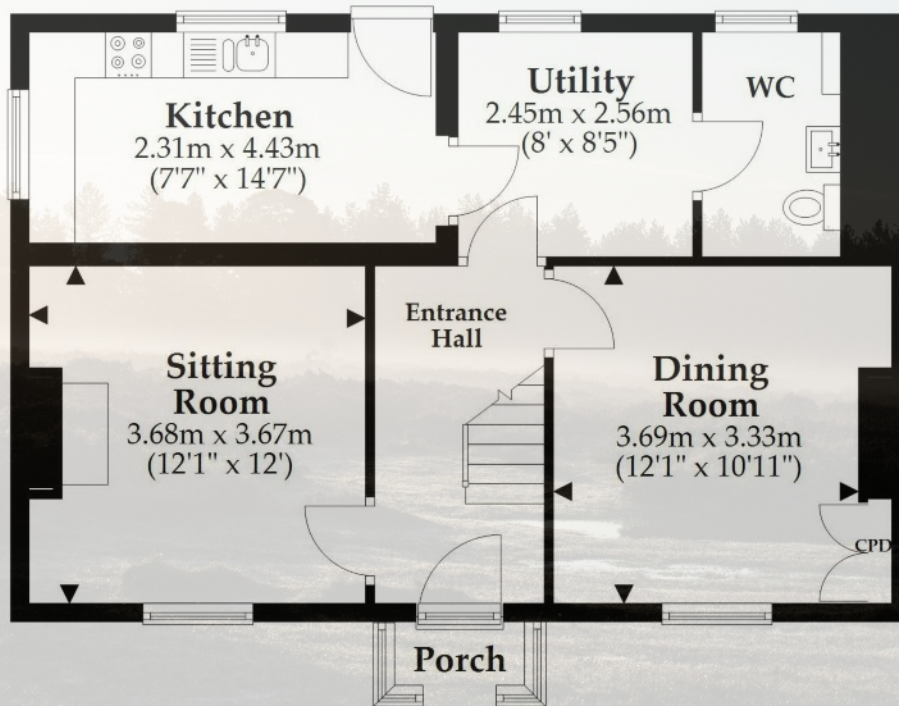 Kitchen
2.31m x 4.43m
(7'7" x 14'7")
Utility
2.45m x 2.56m
(8' x 8'5")
WC
Entrance
Hall
Sitting
Room
3.68m x 3.67m
(12'1" x 12')
Dining
Room
3.69m x 3.33m
(12'1" x 10'11")
CPD
Porch